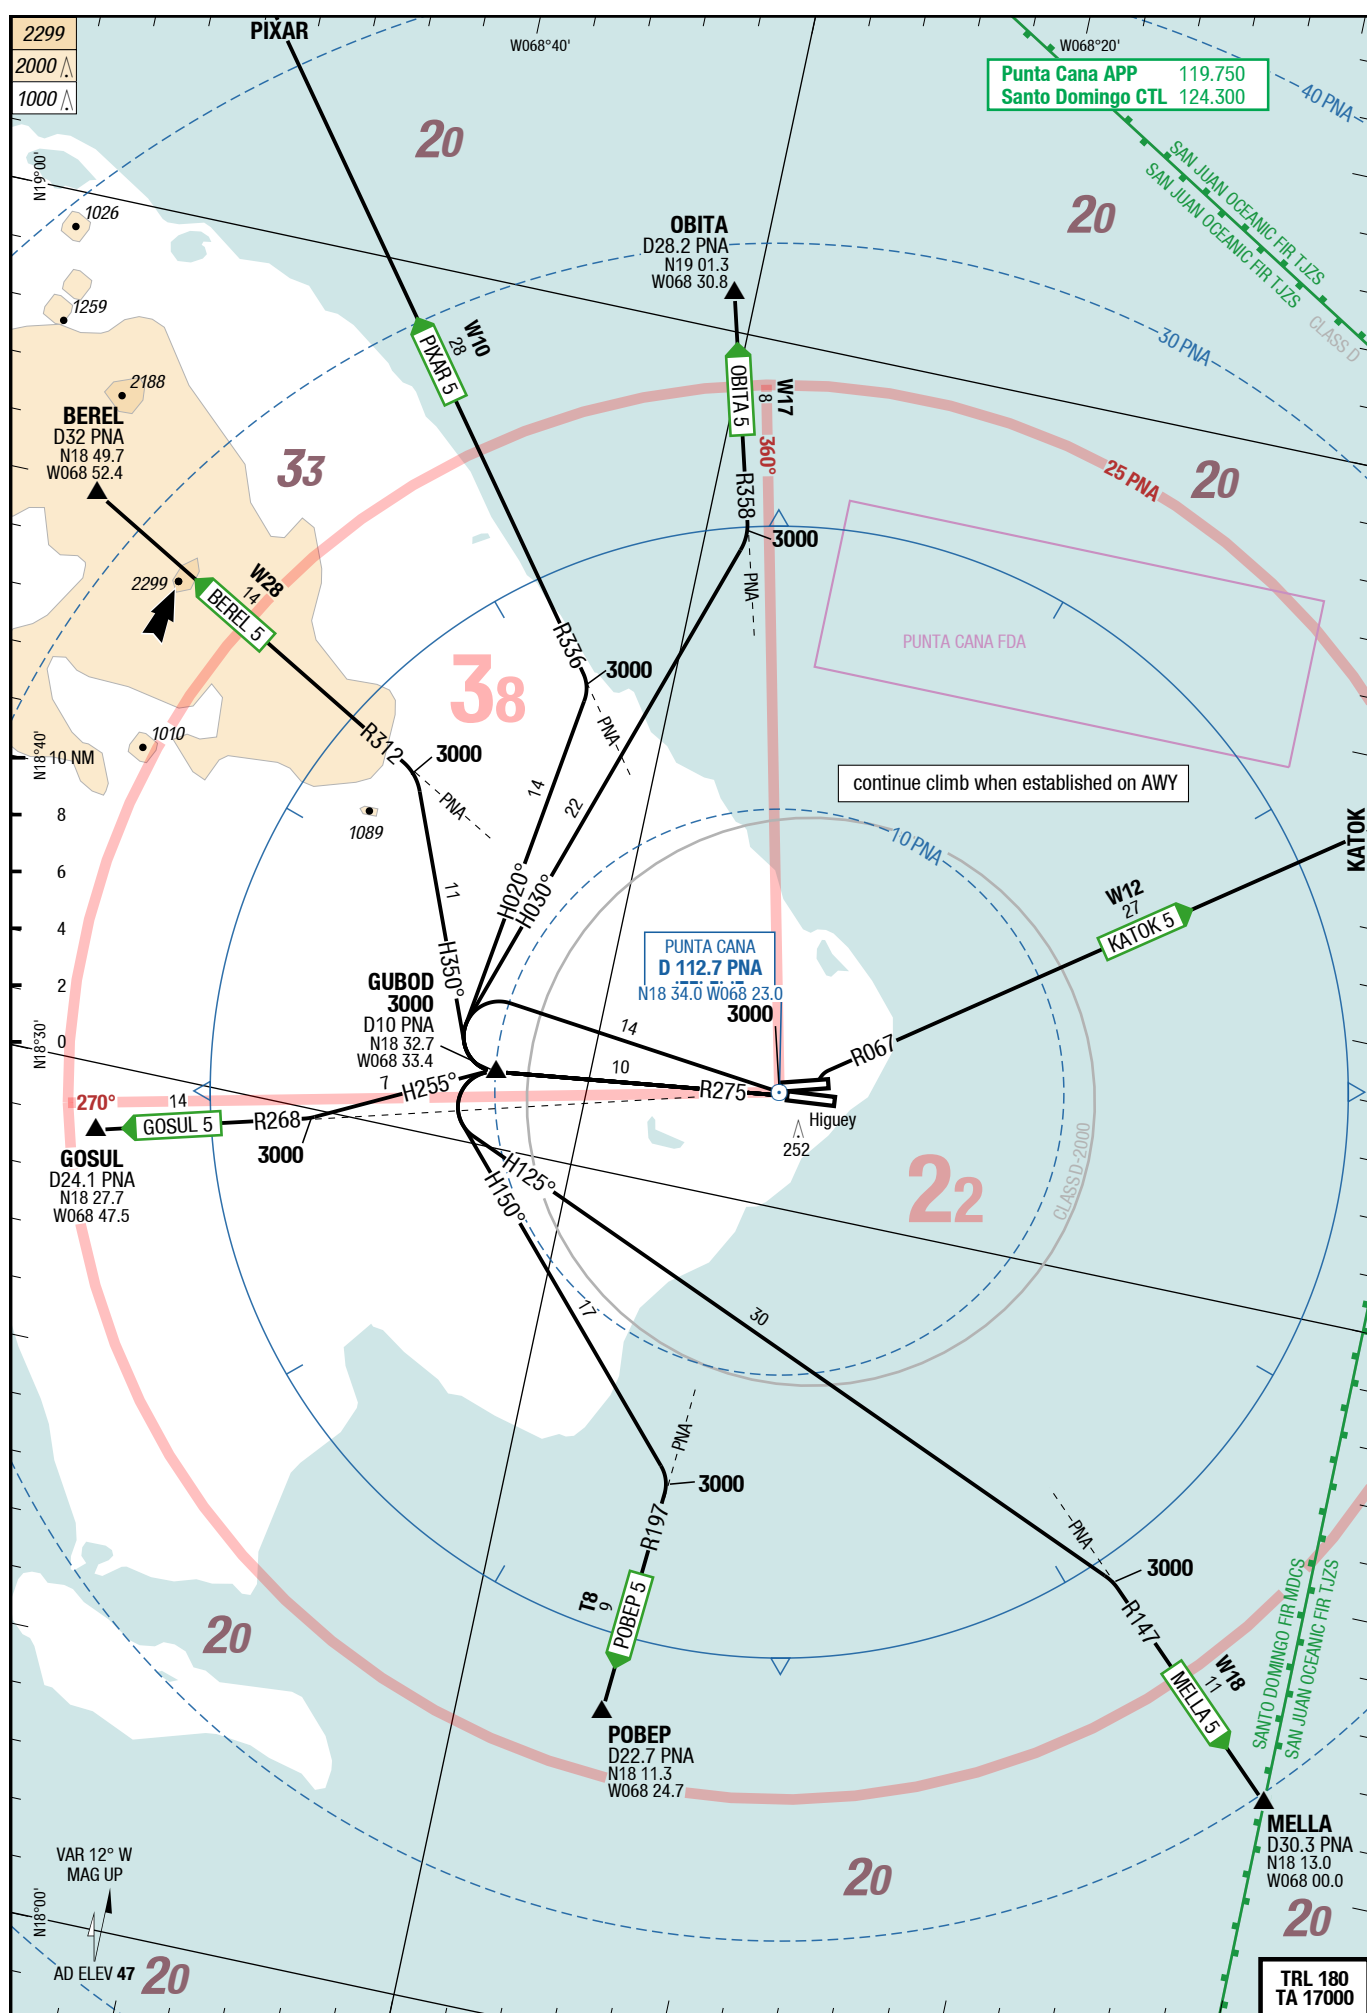 2299
2000
1000
PIXAR
W068°40'
W068°20'
Punta Cana APP 119.750
Santo Domingo CTL 124.300
40 PNA
20
20
N19°00'
1026
1259
SAN JUAN OCEANIC FIR TJZS
SAN JUAN OCEANIC FIR TJZS
CLASS D
OBITA
D28.2 PNA
N19 01.3
W068 30.8
30 PNA
W10
28
PIXAR 5
W17
8
OBITA 5
360°
R358
2188
BEREL
D32 PNA
N18 49.7
W068 52.4
33
25 PNA
20
3000
PNA
2299
W28
14
BEREL 5
R336
3000
PNA
38
PUNTA CANA FDA
1010
N18°40'
10 NM
8
6
4
2
0
R312
3000
PNA
1089
14
22
continue climb when established on AWY
10 PNA
KATOK
W12
27
KATOK 5
11
H020°
H030°
H350°
PUNTA CANA
D 112.7 PNA
N18 34.0 W068 23.0
3000
GUBOD
3000
D10 PNA
N18 32.7
W068 33.4
N18°30'
14
10
R067
R275
7
H255°
270°
14
GOSUL 5
R268
3000
Higuey
252
GOSUL
D24.1 PNA
N18 27.7
W068 47.5
H125°
H150°
22
CLASS D-2000
17
30
PNA
3000
R197
PNA
3000
R147
T8
9
POBEP 5
20
W18
11
MELLA 5
SANTO DOMINGO FIR MDCS
SAN JUAN OCEANIC FIR TJZS
POBEP
D22.7 PNA
N18 11.3
W068 24.7
MELLA
D30.3 PNA
N18 13.0
W068 00.0
VAR 12° W
MAG UP
N18°00'
AD ELEV 47
20
20
20
TRL 180
TA 17000